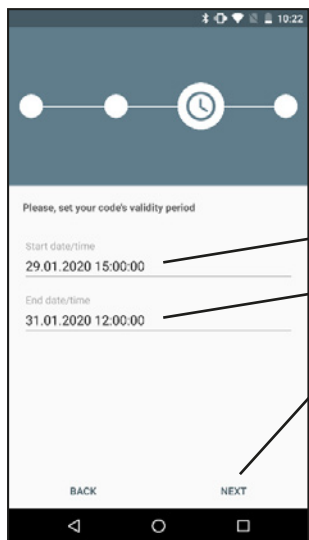 10:22
Please, set your code's validity period
Start date/time
29.01.2020 15:00:00
End date/time
31.01.2020 12:00:00
BACK NEXT